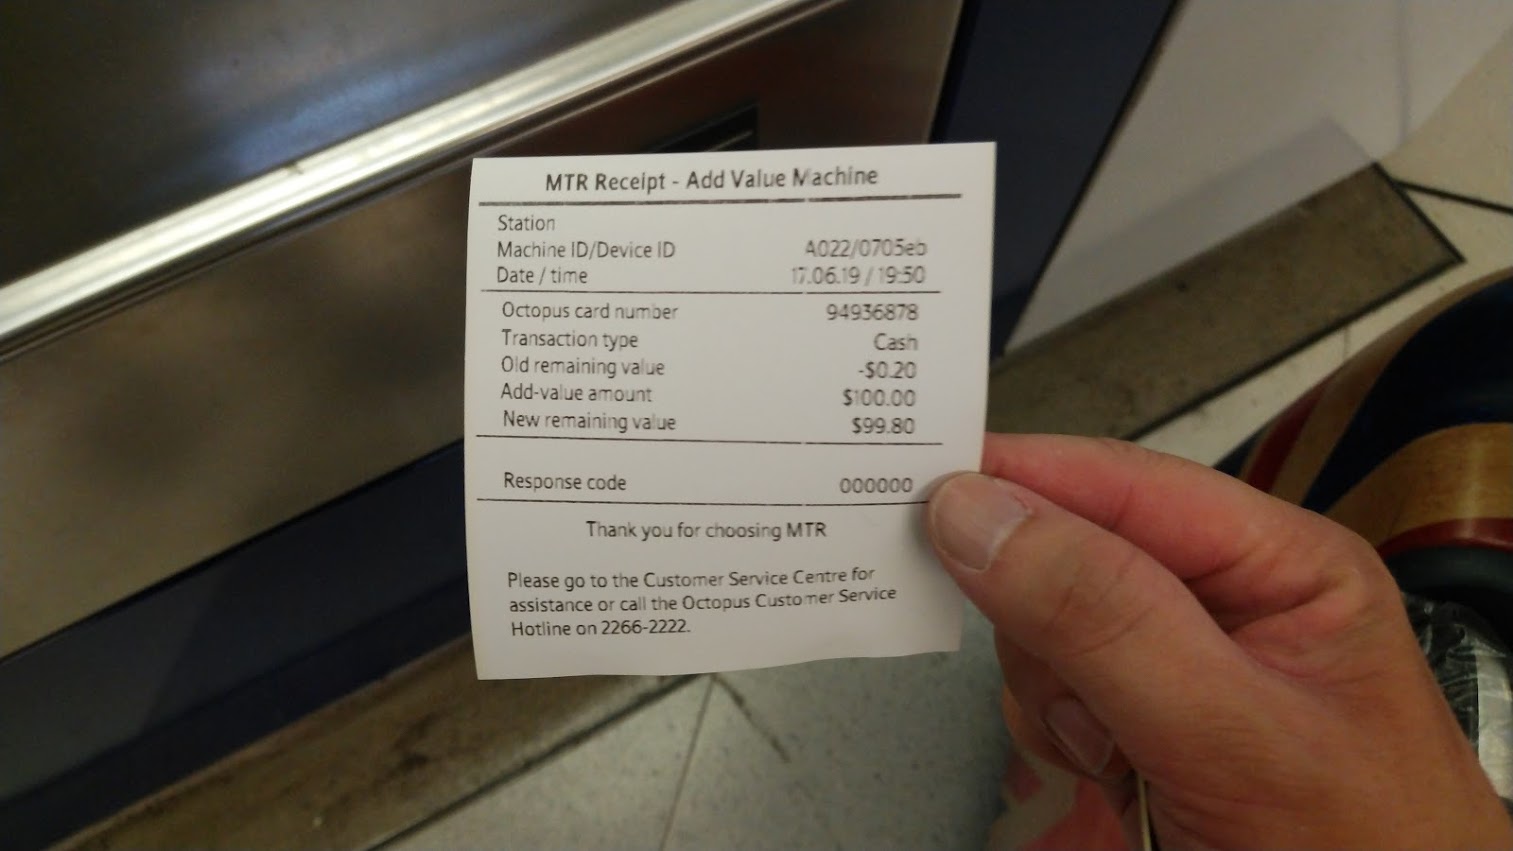 MTR Receipt - Add Value Machine
Station
Machine ID/Device ID A022/0705eb
Date / time 17.06.19 / 19:50
Octopus card number 94936878
Transaction type Cash
Old remaining value -$0.20
Add-value amount $100.00
New remaining value $99.80
Response code 000000
Thank you for choosing MTR
Please go to the Customer Service Centre for
assistance or call the Octopus Customer Service
Hotline on 2266-2222.